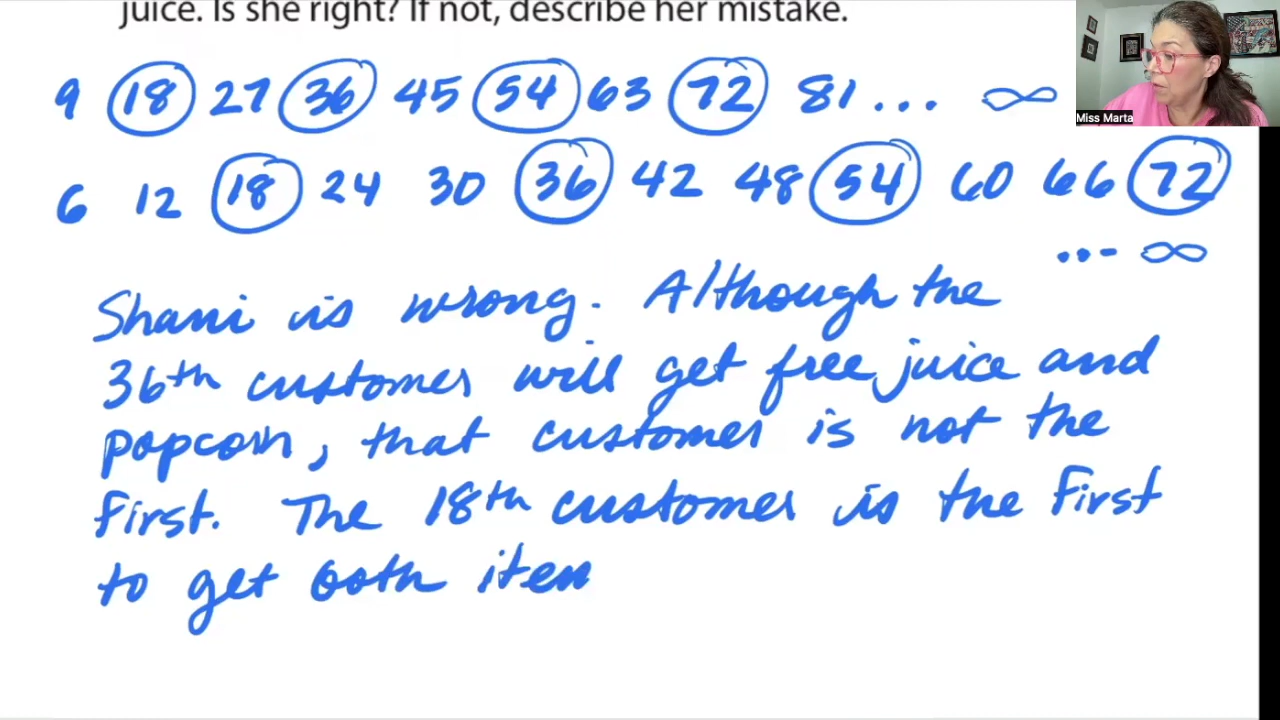 juice. Is she right? If not, describe her mistake.
Miss Marta
9 18 27 36 45 54 63 72 81 ... ∞
6 12 18 24 30 36 42 48 54 60 66 72
... ∞
Shani is wrong. Although the
36th customer will get free juice and
popcorn, that customer is not the
first. The 18th customer is the first
to get both item